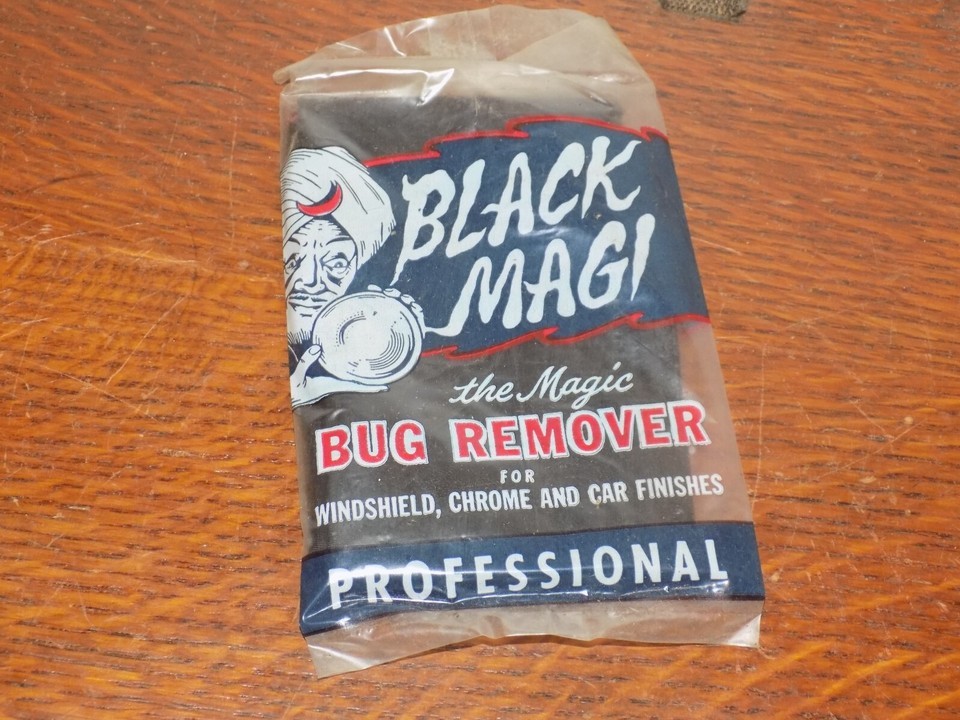 BLACK
MAGI
the Magic
BUG REMOVER
FOR
WINDSHIELD, CHROME AND CAR FINISHES
PROFESSIONAL